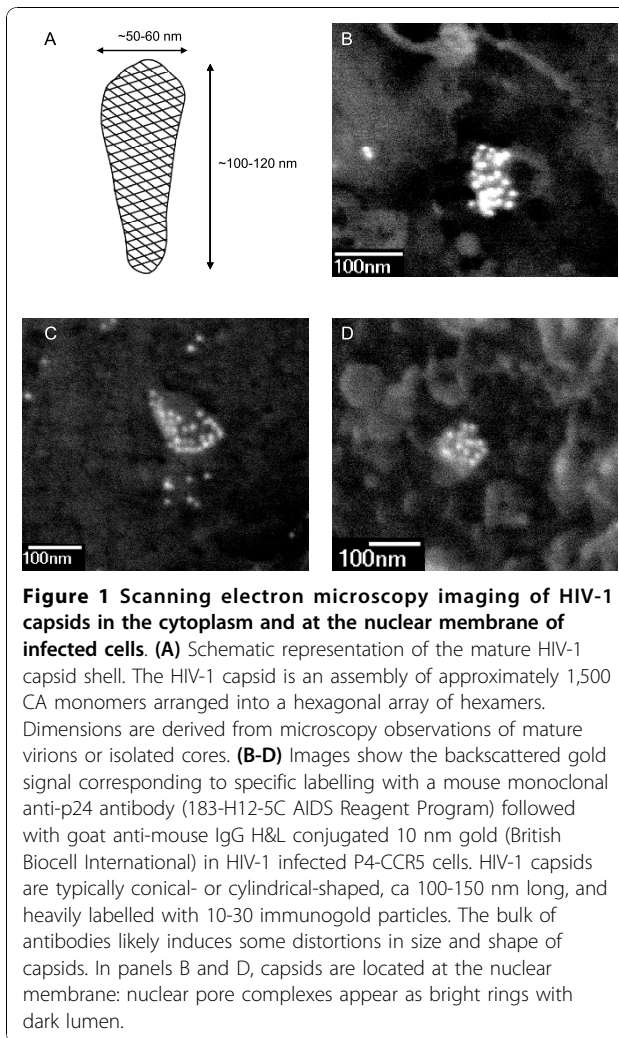 A
~50-60 nm
~100-120 nm
B
100nm
C
100nm
D
100nm
Figure 1 Scanning electron microscopy imaging of HIV-1
capsids in the cytoplasm and at the nuclear membrane of
infected cells. (A) Schematic representation of the mature HIV-1
capsid shell. The HIV-1 capsid is an assembly of approximately 1,500
CA monomers arranged into a hexagonal array of hexamers.
Dimensions are derived from microscopy observations of mature
virions or isolated cores. (B-D) Images show the backscattered gold
signal corresponding to specific labelling with a mouse monoclonal
anti-p24 antibody (183-H12-5C AIDS Reagent Program) followed
with goat anti-mouse IgG H&L conjugated 10 nm gold (British
Biocell International) in HIV-1 infected P4-CCR5 cells. HIV-1 capsids
are typically conical- or cylindrical-shaped, ca 100-150 nm long, and
heavily labelled with 10-30 immunogold particles. The bulk of
antibodies likely induces some distortions in size and shape of
capsids. In panels B and D, capsids are located at the nuclear
membrane: nuclear pore complexes appear as bright rings with
dark lumen.